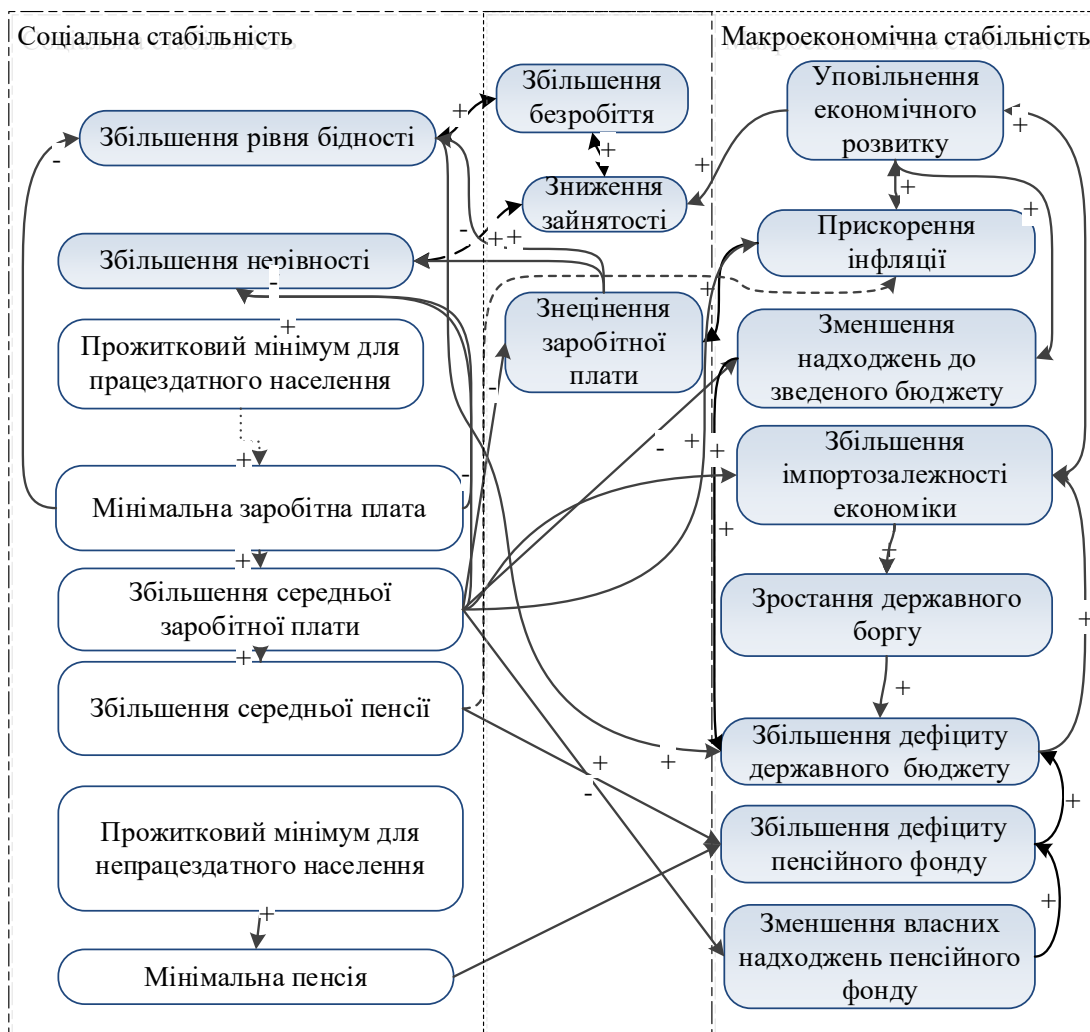 Соціальна стабільність
Збільшення рівня бідності
-
Збільшення нерівності
-
+
Прожитковий мінімум для
працездатного населення
+
Мінімальна заробітна плата
-
+
Збільшення середньої
заробітної плати
+
Збільшення середньої пенсії
Прожитковий мінімум для
непрацездатного населення
+
Мінімальна пенсія
Збільшення
безробіття
+
+
Зниження
зайнятості
+
-
++
Знецінення
заробітної
плати
-
+
-
+
+
+
+
+
-
Макроекономічна стабільність
Уповільнення
економічного
розвитку
+
+
+
Прискорення
інфляції
Зменшення
надходжень до
зведеного бюджету
Збільшення
імпортозалежності
економіки
+
Зростання державного
боргу
+
+
Збільшення дефіциту
державного бюджету
+
Збільшення дефіциту
пенсійного фонду
+
Зменшення власних
надходжень пенсійного
фонду